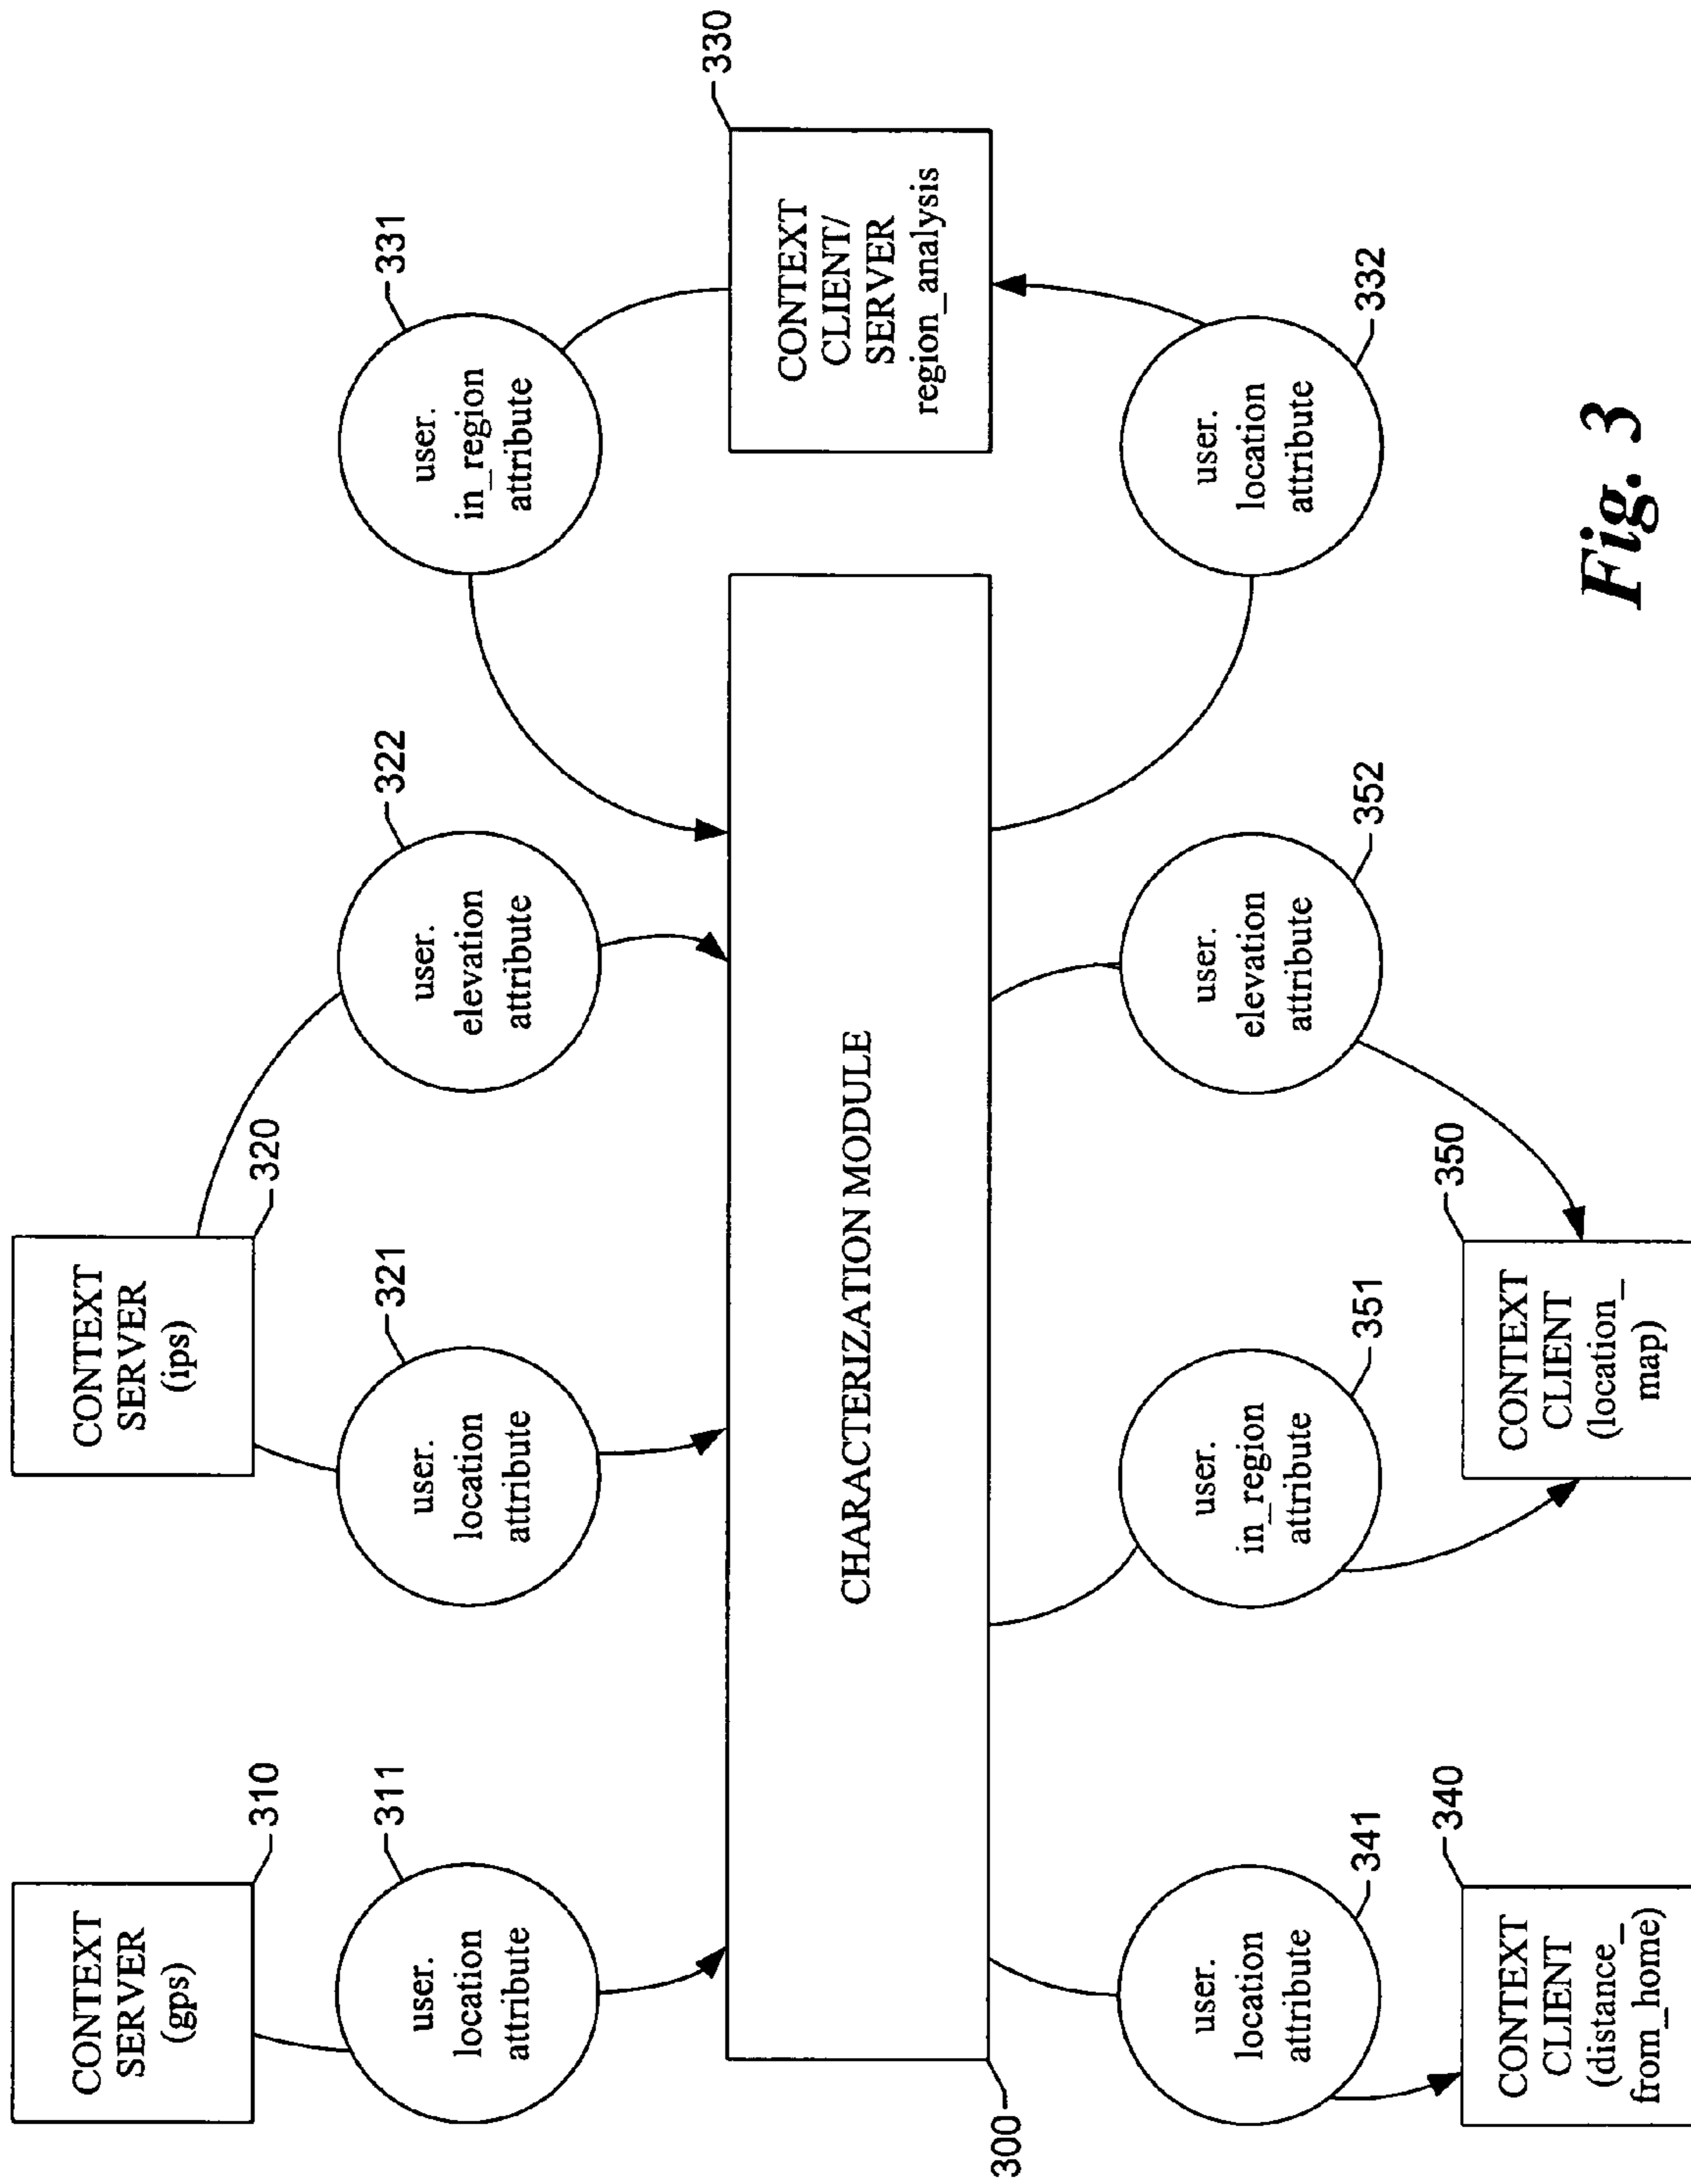 CONTEXT
SERVER
(gps)
310
311
user.
location
attribute
CONTEXT
SERVER
(ips)
320
321
user.
location
attribute
322
user.
elevation
attribute
331
user.
in_region
attribute
330
CONTEXT
CLIENT/
SERVER
region_analysis
CHARACTERIZATION MODULE
300
user.
location
attribute
341
340
CONTEXT
CLIENT
(distance_
from_home)
user.
in_region
attribute
351
350
CONTEXT
CLIENT
(location_
map)
user.
elevation
attribute
352
user.
location
attribute
332
Fig. 3